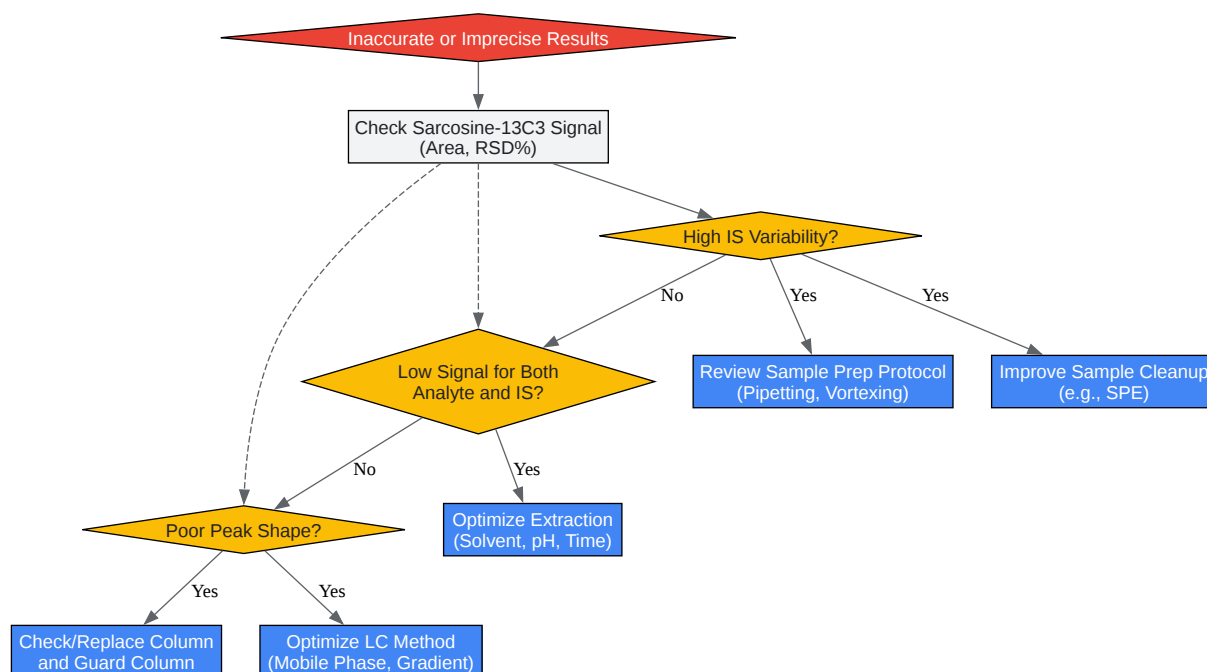 Inaccurate or Imprecise Results
Check Sarcosine-13C3 Signal
(Area, RSD%)
High IS Variability?
No
Yes
Yes
Low Signal for Both
Analyte and IS?
Review Sample Prep Protocol
(Pipetting, Vortexing)
Improve Sample Cleanup
(e.g., SPE)
No
Yes
Poor Peak Shape?
Optimize Extraction
(Solvent, pH, Time)
Yes
Yes
Check/Replace Column
and Guard Column
Optimize LC Method
(Mobile Phase, Gradient)